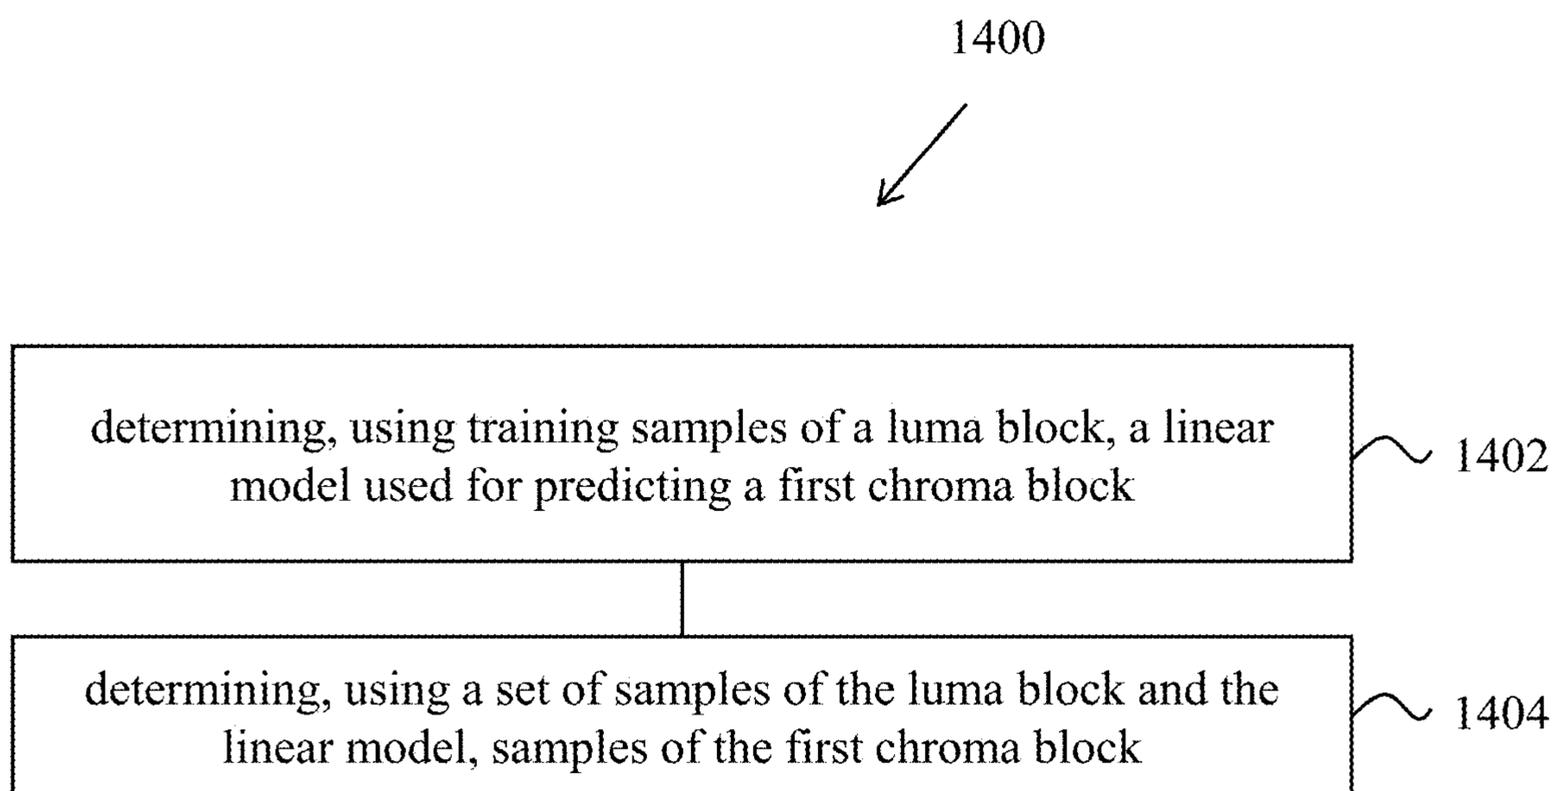 1400
determining, using training samples of a luma block, a linear
model used for predicting a first chroma block
1402
determining, using a set of samples of the luma block and the
linear model, samples of the first chroma block
1404